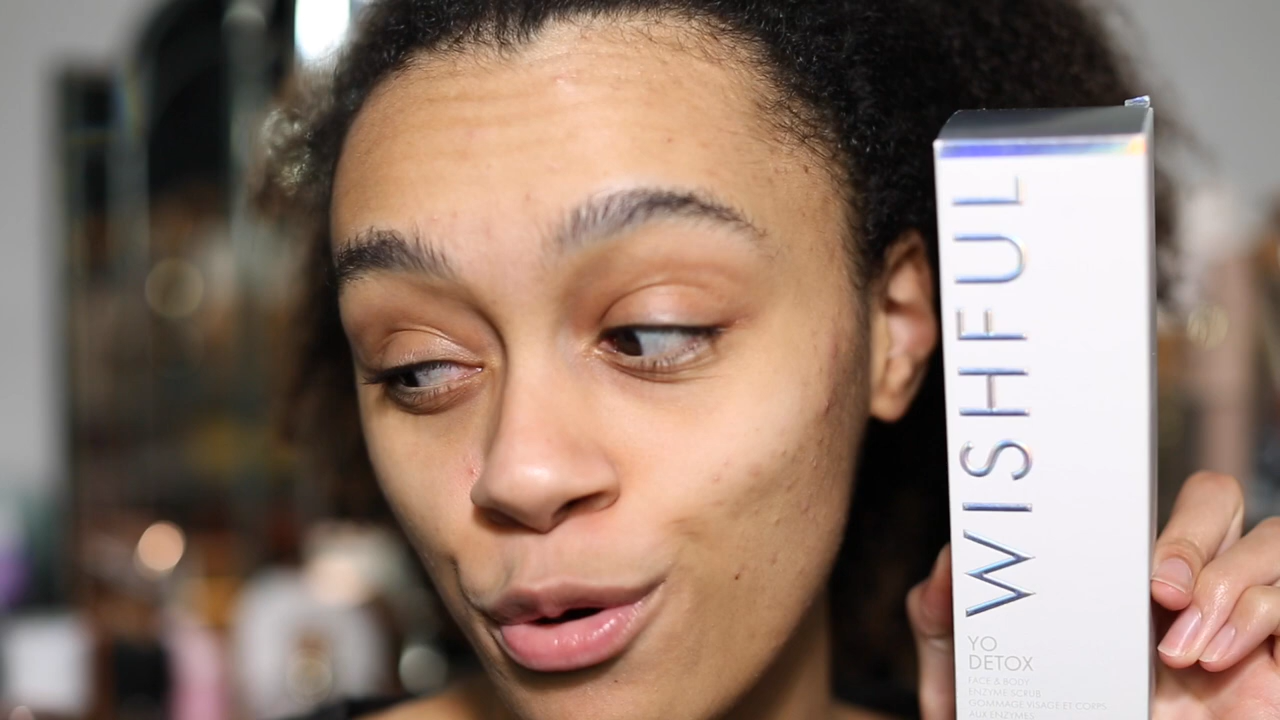 WISHFUL
YO
DETOX
FACE & BODY
ENZYME SCRUB
GOMMAGE VISAGE ET CORPS
AUX ENZYMES